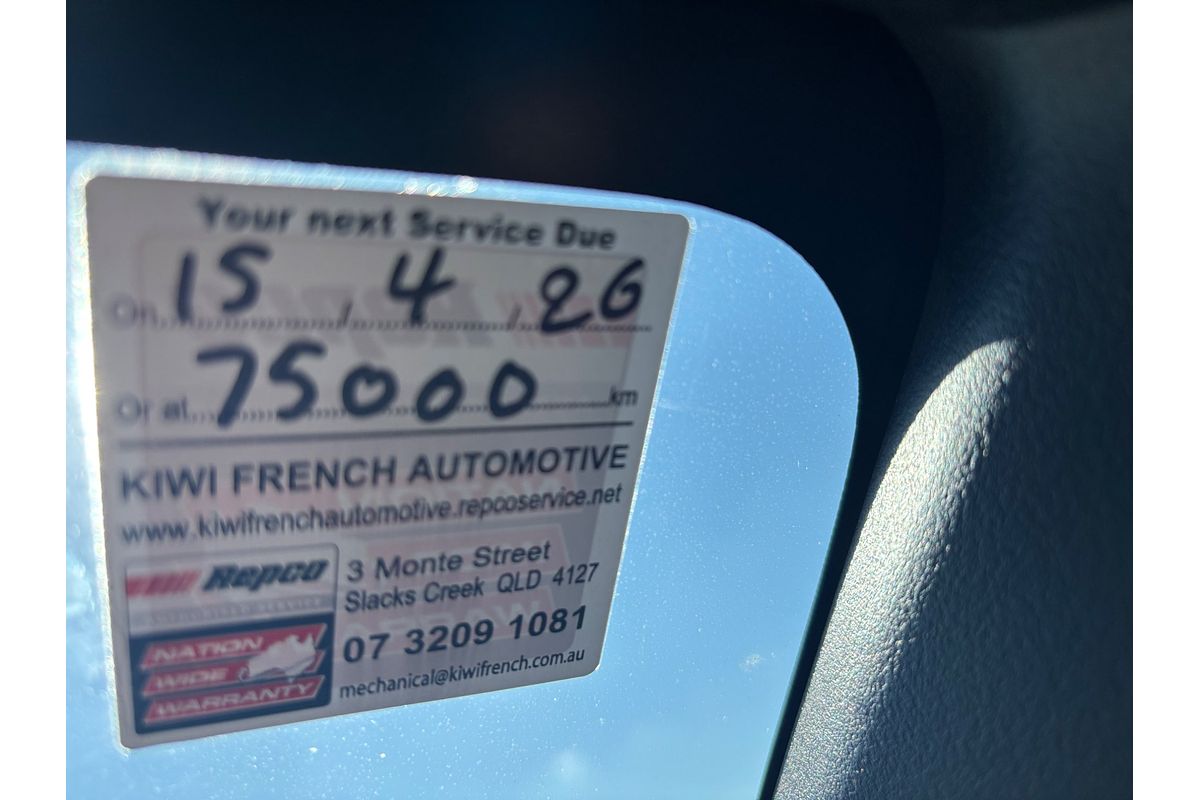 Your next Service Due
On 15 / 4 / 26
Or at 75000 km
KIWI FRENCH AUTOMOTIVE
www.kiwifrenchautomotive.repcoservice.net
Repco
3 Monte Street
Slacks Creek QLD 4127
07 3209 1081
mechanical@kiwifrench.com.au
NATION
WIDE
WARRANTY